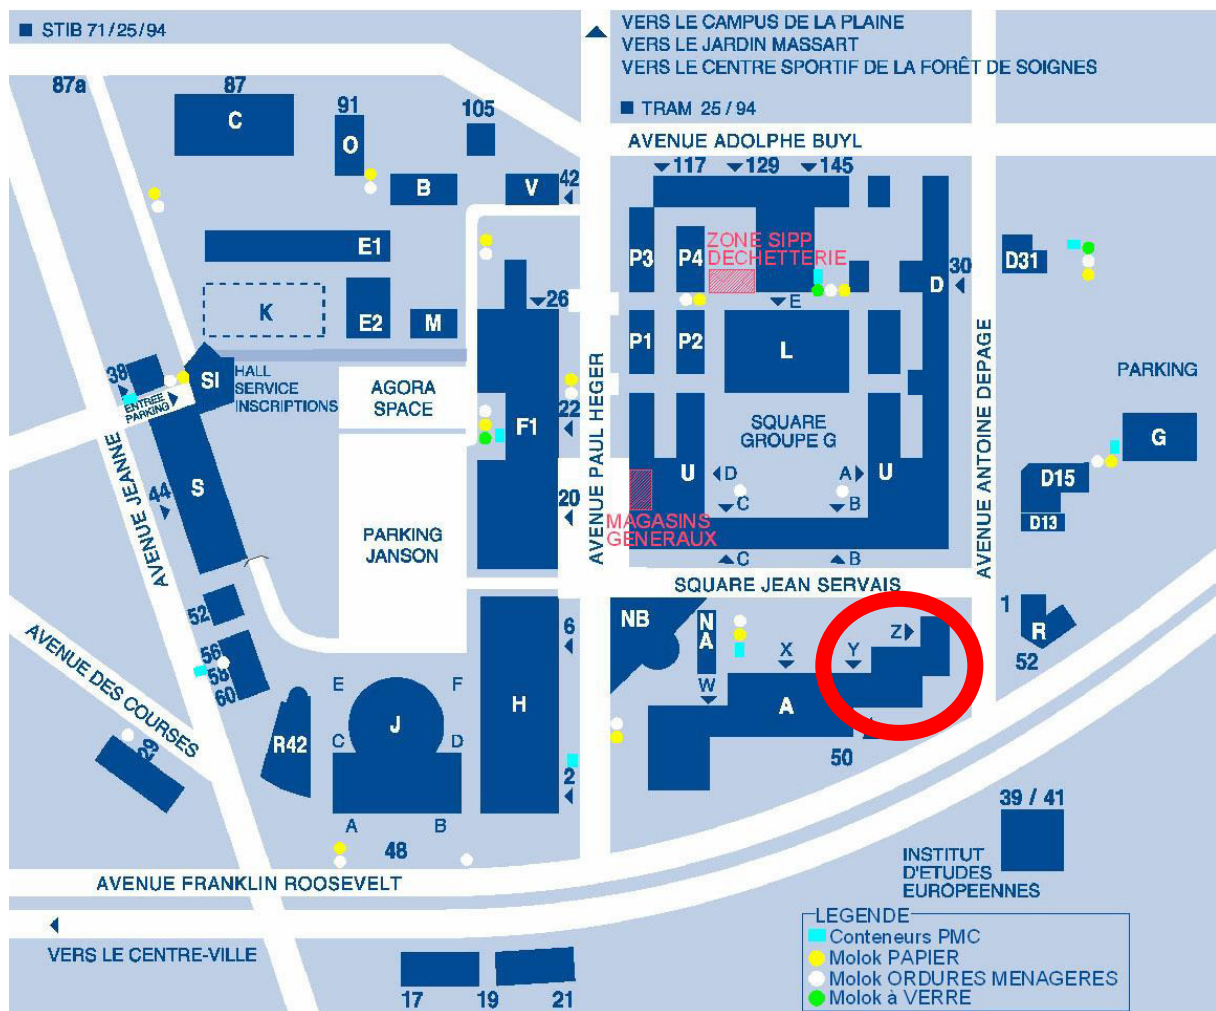 STIB 71/25/94
VERS LE CAMPUS DE LA PLAINE
VERS LE JARDIN MASSART
VERS LE CENTRE SPORTIF DE LA FORÊT DE SOIGNES
TRAM 25/94
AVENUE ADOLPHE BUYL
87a
87
C
91
O
105
B
V
42
117
129
145
E1
K
E2
M
26
P3
P4
ZONE SIPP
DECHETTERIE
E
D
30
D31
P1
P2
L
38
SI
HALL
SERVICE
INSCRIPTIONS
ENTREE
PARKING
AGORA
SPACE
22
F1
AVENUE PAUL HEGER
SQUARE
GROUPE G
AVENUE ANTOINE DEPAGE
PARKING
G
AVENUE JEANNE
44
S
20
U
D
A
U
C
B
D15
D13
MAGASINS
GENERAUX
PARKING
JANSON
C
B
SQUARE JEAN SERVAIS
52
56
58
60
AVENUE DES COURSES
29
R42
E
F
J
C
D
A
B
48
H
6
2
NB
NA
W
X
Y
Z
A
50
1
R
52
39 / 41
INSTITUT
D'ETUDES
EUROPEENNES
AVENUE FRANKLIN ROOSEVELT
VERS LE CENTRE-VILLE
17
19
21
LEGENDE
Conteneurs PMC
Molok PAPIER
Molok ORDURES MENAGERES
Molok à VERRE